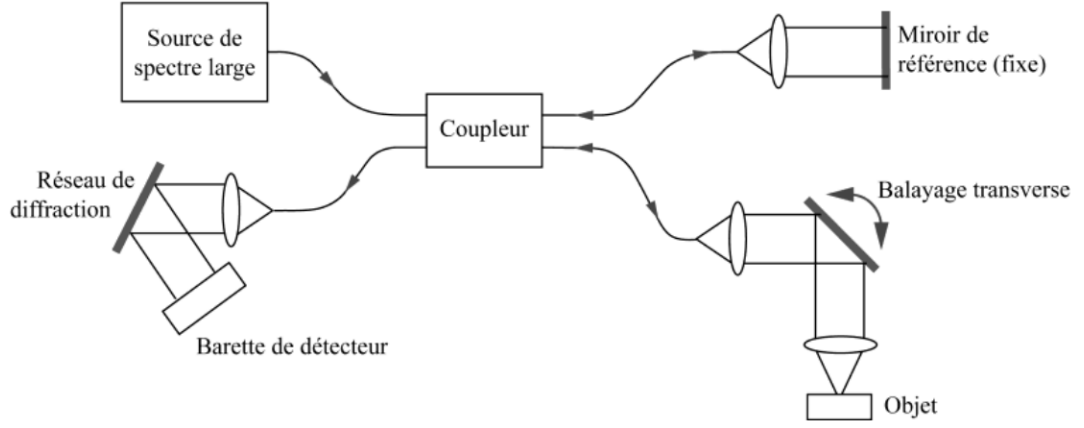 Source de
spectre large
Miroir de
référence (fixe)
Coupleur
Réseau de
diffraction
Balayage transverse
Barette de détecteur
Objet